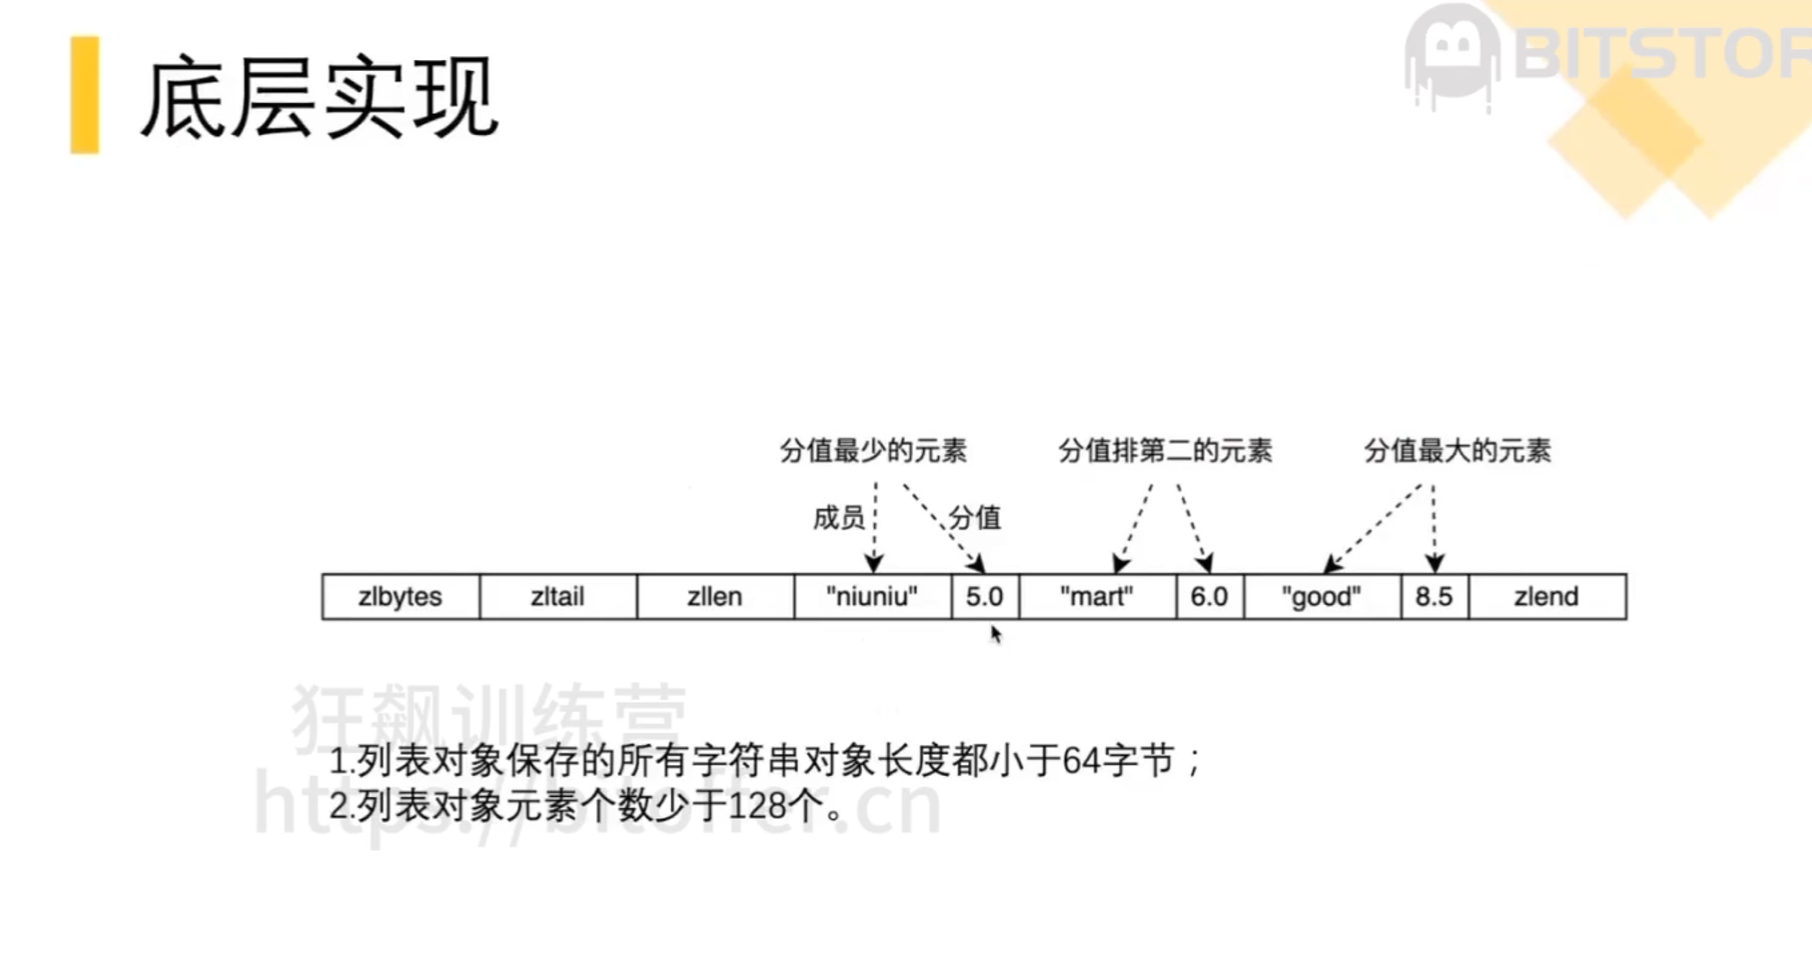 底层实现
BITSTOR
分值最少的元素
分值排第二的元素
分值最大的元素
成员
分值
zlbytes
zltail
zllen
"niuniu"
5.0
"mart"
6.0
"good"
8.5
zlend
狂飙训练营
1.列表对象保存的所有字符串对象长度都小于64字节；
https://bitoffer.cn
2.列表对象元素个数少于128个。